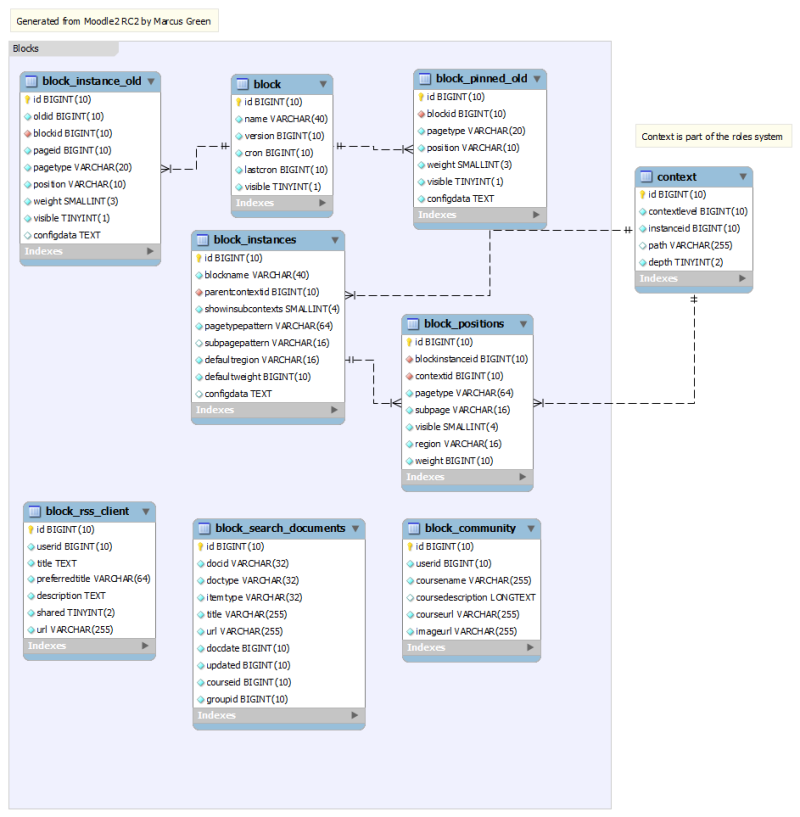 Generated from Moodle2 RC2 by Marcus Green
Blocks
block_instance_old
id BIGINT(10)
oldid BIGINT(10)
blockid BIGINT(10)
pageid BIGINT(10)
pagetype VARCHAR(20)
position VARCHAR(10)
weight SMALLINT(3)
visible TINYINT(1)
configdata TEXT
Indexes
block
id BIGINT(10)
name VARCHAR(40)
version BIGINT(10)
cron BIGINT(10)
lastcron BIGINT(10)
visible TINYINT(1)
Indexes
block_pinned_old
id BIGINT(10)
blockid BIGINT(10)
pagetype VARCHAR(20)
position VARCHAR(10)
weight SMALLINT(3)
visible TINYINT(1)
configdata TEXT
Indexes
Context is part of the roles system
context
id BIGINT(10)
contextlevel BIGINT(10)
instanceid BIGINT(10)
path VARCHAR(255)
depth TINYINT(2)
Indexes
block_instances
id BIGINT(10)
blockname VARCHAR(40)
parentcontextid BIGINT(10)
showinsubcontexts SMALLINT(4)
pagetypepattern VARCHAR(64)
subpagepattern VARCHAR(16)
defaultregion VARCHAR(16)
defaultweight BIGINT(10)
configdata TEXT
Indexes
block_positions
id BIGINT(10)
blockinstanceid BIGINT(10)
contextid BIGINT(10)
pagetype VARCHAR(64)
subpage VARCHAR(16)
visible SMALLINT(4)
region VARCHAR(16)
weight BIGINT(10)
Indexes
block_rss_client
id BIGINT(10)
userid BIGINT(10)
title TEXT
preferredtitle VARCHAR(64)
description TEXT
shared TINYINT(2)
url VARCHAR(255)
Indexes
block_search_documents
id BIGINT(10)
docid VARCHAR(32)
doctype VARCHAR(32)
itemtype VARCHAR(32)
title VARCHAR(255)
url VARCHAR(255)
docdate BIGINT(10)
updated BIGINT(10)
courseid BIGINT(10)
groupid BIGINT(10)
Indexes
block_community
id BIGINT(10)
userid BIGINT(10)
coursename VARCHAR(255)
coursedescription LONGTEXT
courseurl VARCHAR(255)
imageurl VARCHAR(255)
Indexes